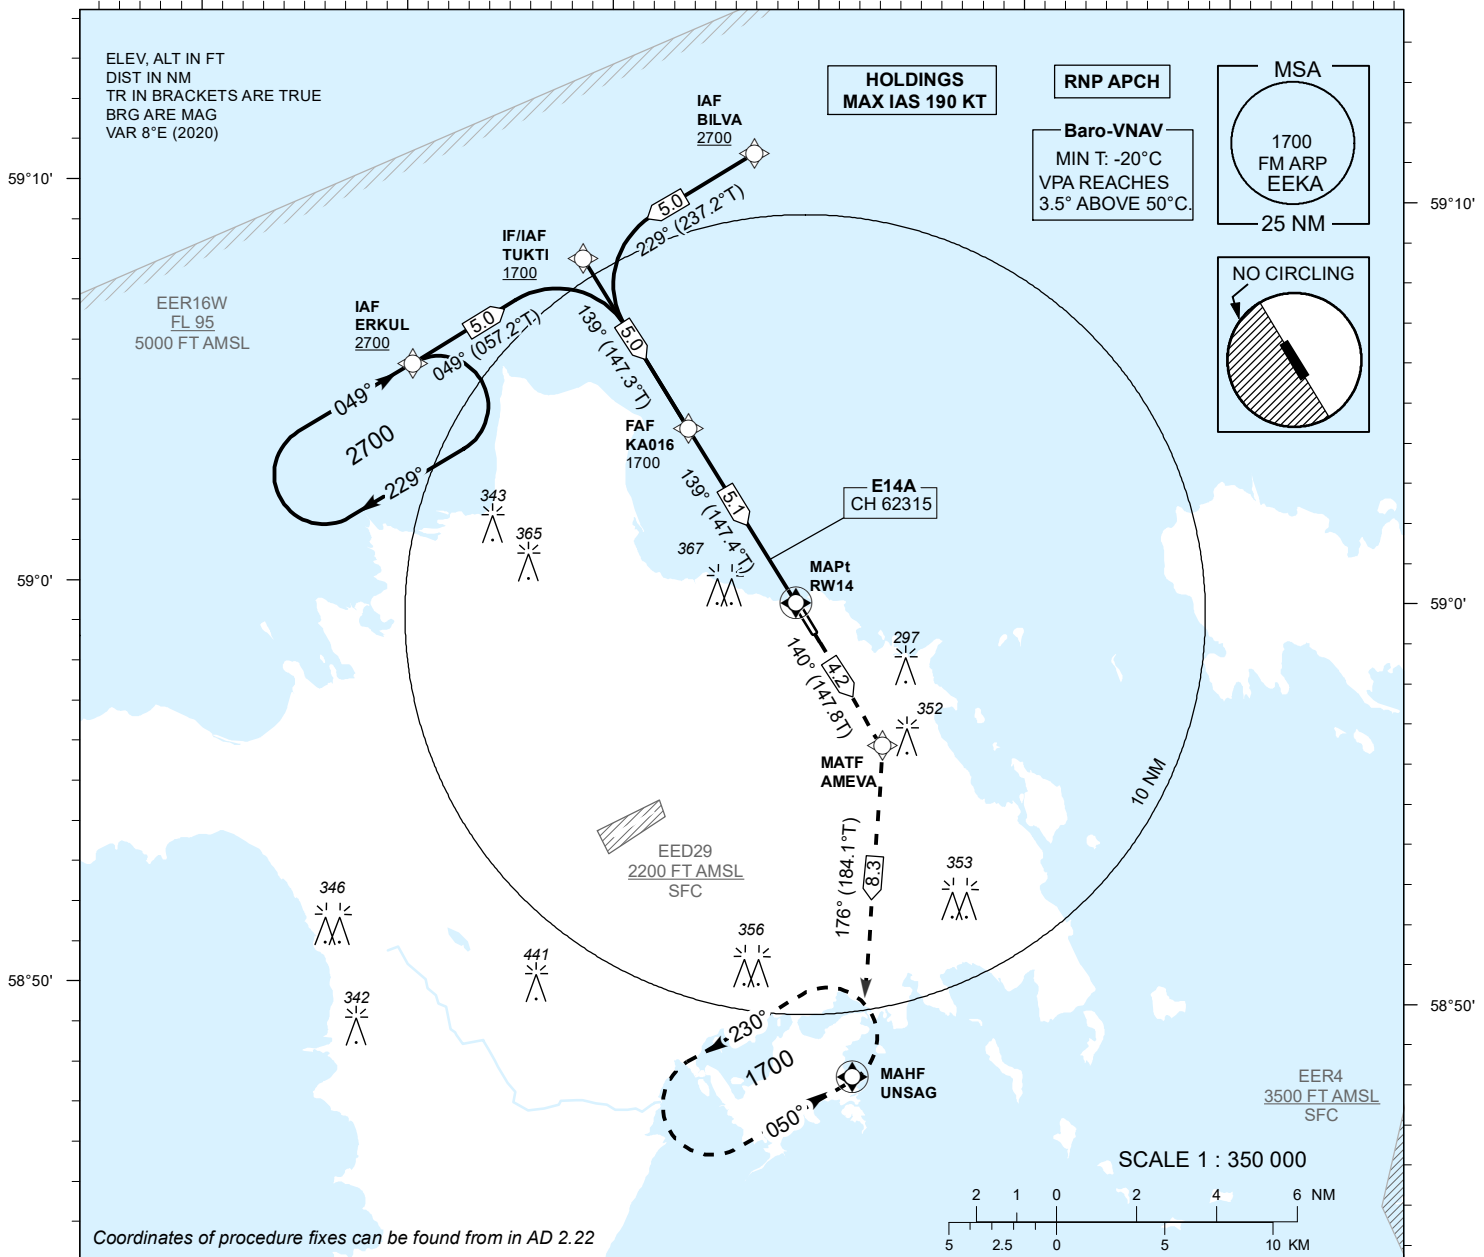 ELEV, ALT IN FT
DIST IN NM
TR IN BRACKETS ARE TRUE
BRG ARE MAG
VAR 8°E (2020)
HOLDINGS
MAX IAS 190 KT
RNP APCH
Baro-VNAV
MIN T: -20°C
VPA REACHES
3.5° ABOVE 50°C.
MSA
1700
FM ARP
EEKA
25 NM
NO CIRCLING
IAF
BILVA
2700
5.0
229° (237.2°T)
IF/IAF
TUKTI
1700
IAF
ERKUL
2700
5.0
049° (057.2°T)
049°
2700
229°
EER16W
FL 95
5000 FT AMSL
59°10'
59°10'
5.0
139° (147.3°T)
FAF
KA016
1700
5.1
139° (147.4°T)
E14A
CH 62315
343
365
367
MAPt
RW14
59°0'
59°0'
297
4.2
140° (147.8T)
352
MATF
AMEVA
10 NM
8.3
176° (184.1°T)
EED29
2200 FT AMSL
SFC
353
346
356
441
342
58°50'
58°50'
230°
1700
050°
MAHF
UNSAG
EER4
3500 FT AMSL
SFC
SCALE 1 : 350 000
2 1 0 2 4 6 NM
5 2.5 0 5 10 KM
Coordinates of procedure fixes can be found from in AD 2.22